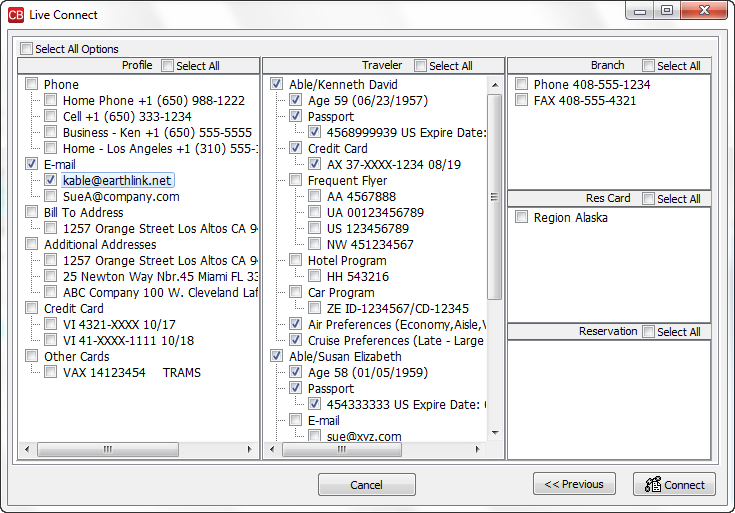 CB Live Connect
Select All Options
Profile Select All
Phone
Home Phone +1 (650) 988-1222
Cell +1 (650) 333-1234
Business - Ken +1 (650) 555-5555
Home - Los Angeles +1 (310) 555-
E-mail
kable@earthlink.net
SueA@company.com
Bill To Address
1257 Orange Street Los Altos CA 9
Additional Addresses
1257 Orange Street Los Altos CA 9
25 Newton Way Nbr.45 Miami FL 33
ABC Company 100 W. Cleveland Laf
Credit Card
VI 4321-XXXX 10/17
VI 41-XXXX-1111 10/18
Other Cards
VAX 14123454 TRAMS
Traveler Select All
Able/Kenneth David
Age 59 (06/23/1957)
Passport
4568999939 US Expire Date:
Credit Card
AX 37-XXXX-1234 08/19
Frequent Flyer
AA 4567888
UA 00123456789
US 123456789
NW 451234567
Hotel Program
HH 543216
Car Program
ZE ID-1234567/CD-12345
Air Preferences (Economy,Aisle,V
Cruise Preferences (Late - Large
Able/Susan Elizabeth
Age 58 (01/05/1959)
Passport
454333333 US Expire Date:
E-mail
sue@xyz.com
Branch Select All
Phone 408-555-1234
FAX 408-555-4321
Res Card Select All
Region Alaska
Reservation Select All
Cancel
<< Previous
Connect